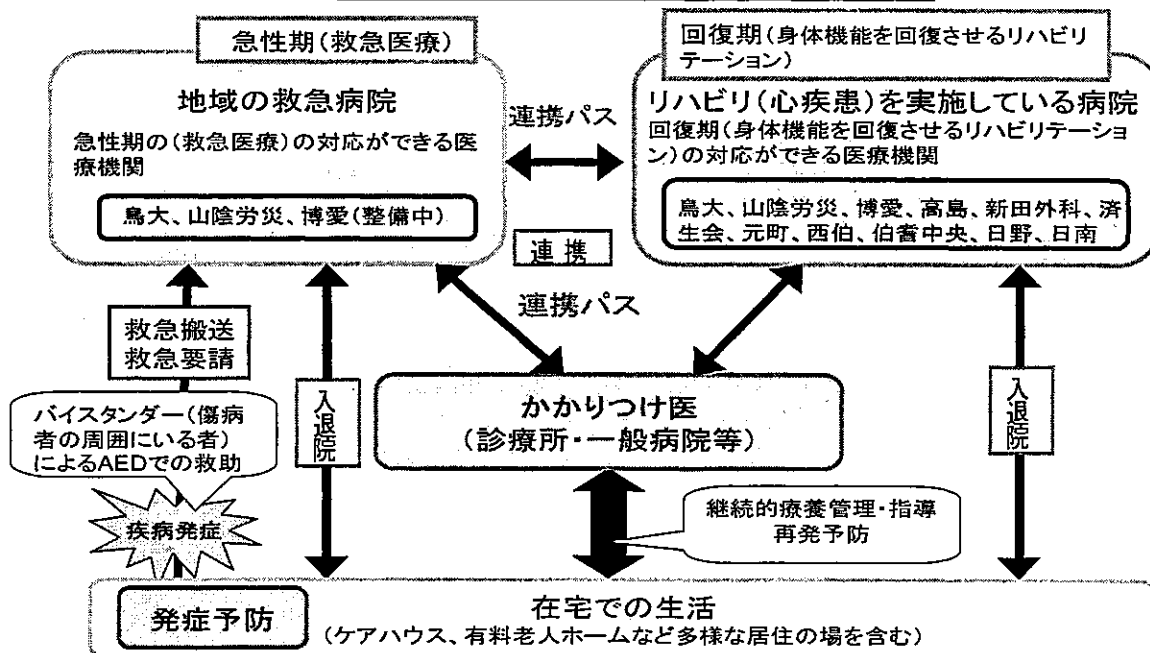 急性期(救急医療)
地域の救急病院
急性期の(救急医療)の対応ができる医
療機関
鳥大、山陰労災、博愛(整備中)
連携パス
回復期(身体機能を回復させるリハビリ
テーション)
リハビリ(心疾患)を実施している病院
回復期(身体機能を回復させるリハビリテーショ
ン)の対応ができる医療機関
鳥大、山陰労災、博愛、高島、新田外科、済
生会、元町、西伯、伯耆中央、日野、日南
連携
連携パス
救急搬送
救急要請
バイスタンダー(傷病
者の周囲にいる者)
によるAEDでの救助
疾病発症
入退院
かかりつけ医
(診療所・一般病院等)
入退院
継続的療養管理・指導
再発予防
発症予防
在宅での生活
(ケアハウス、有料老人ホームなど多様な居住の場を含む)